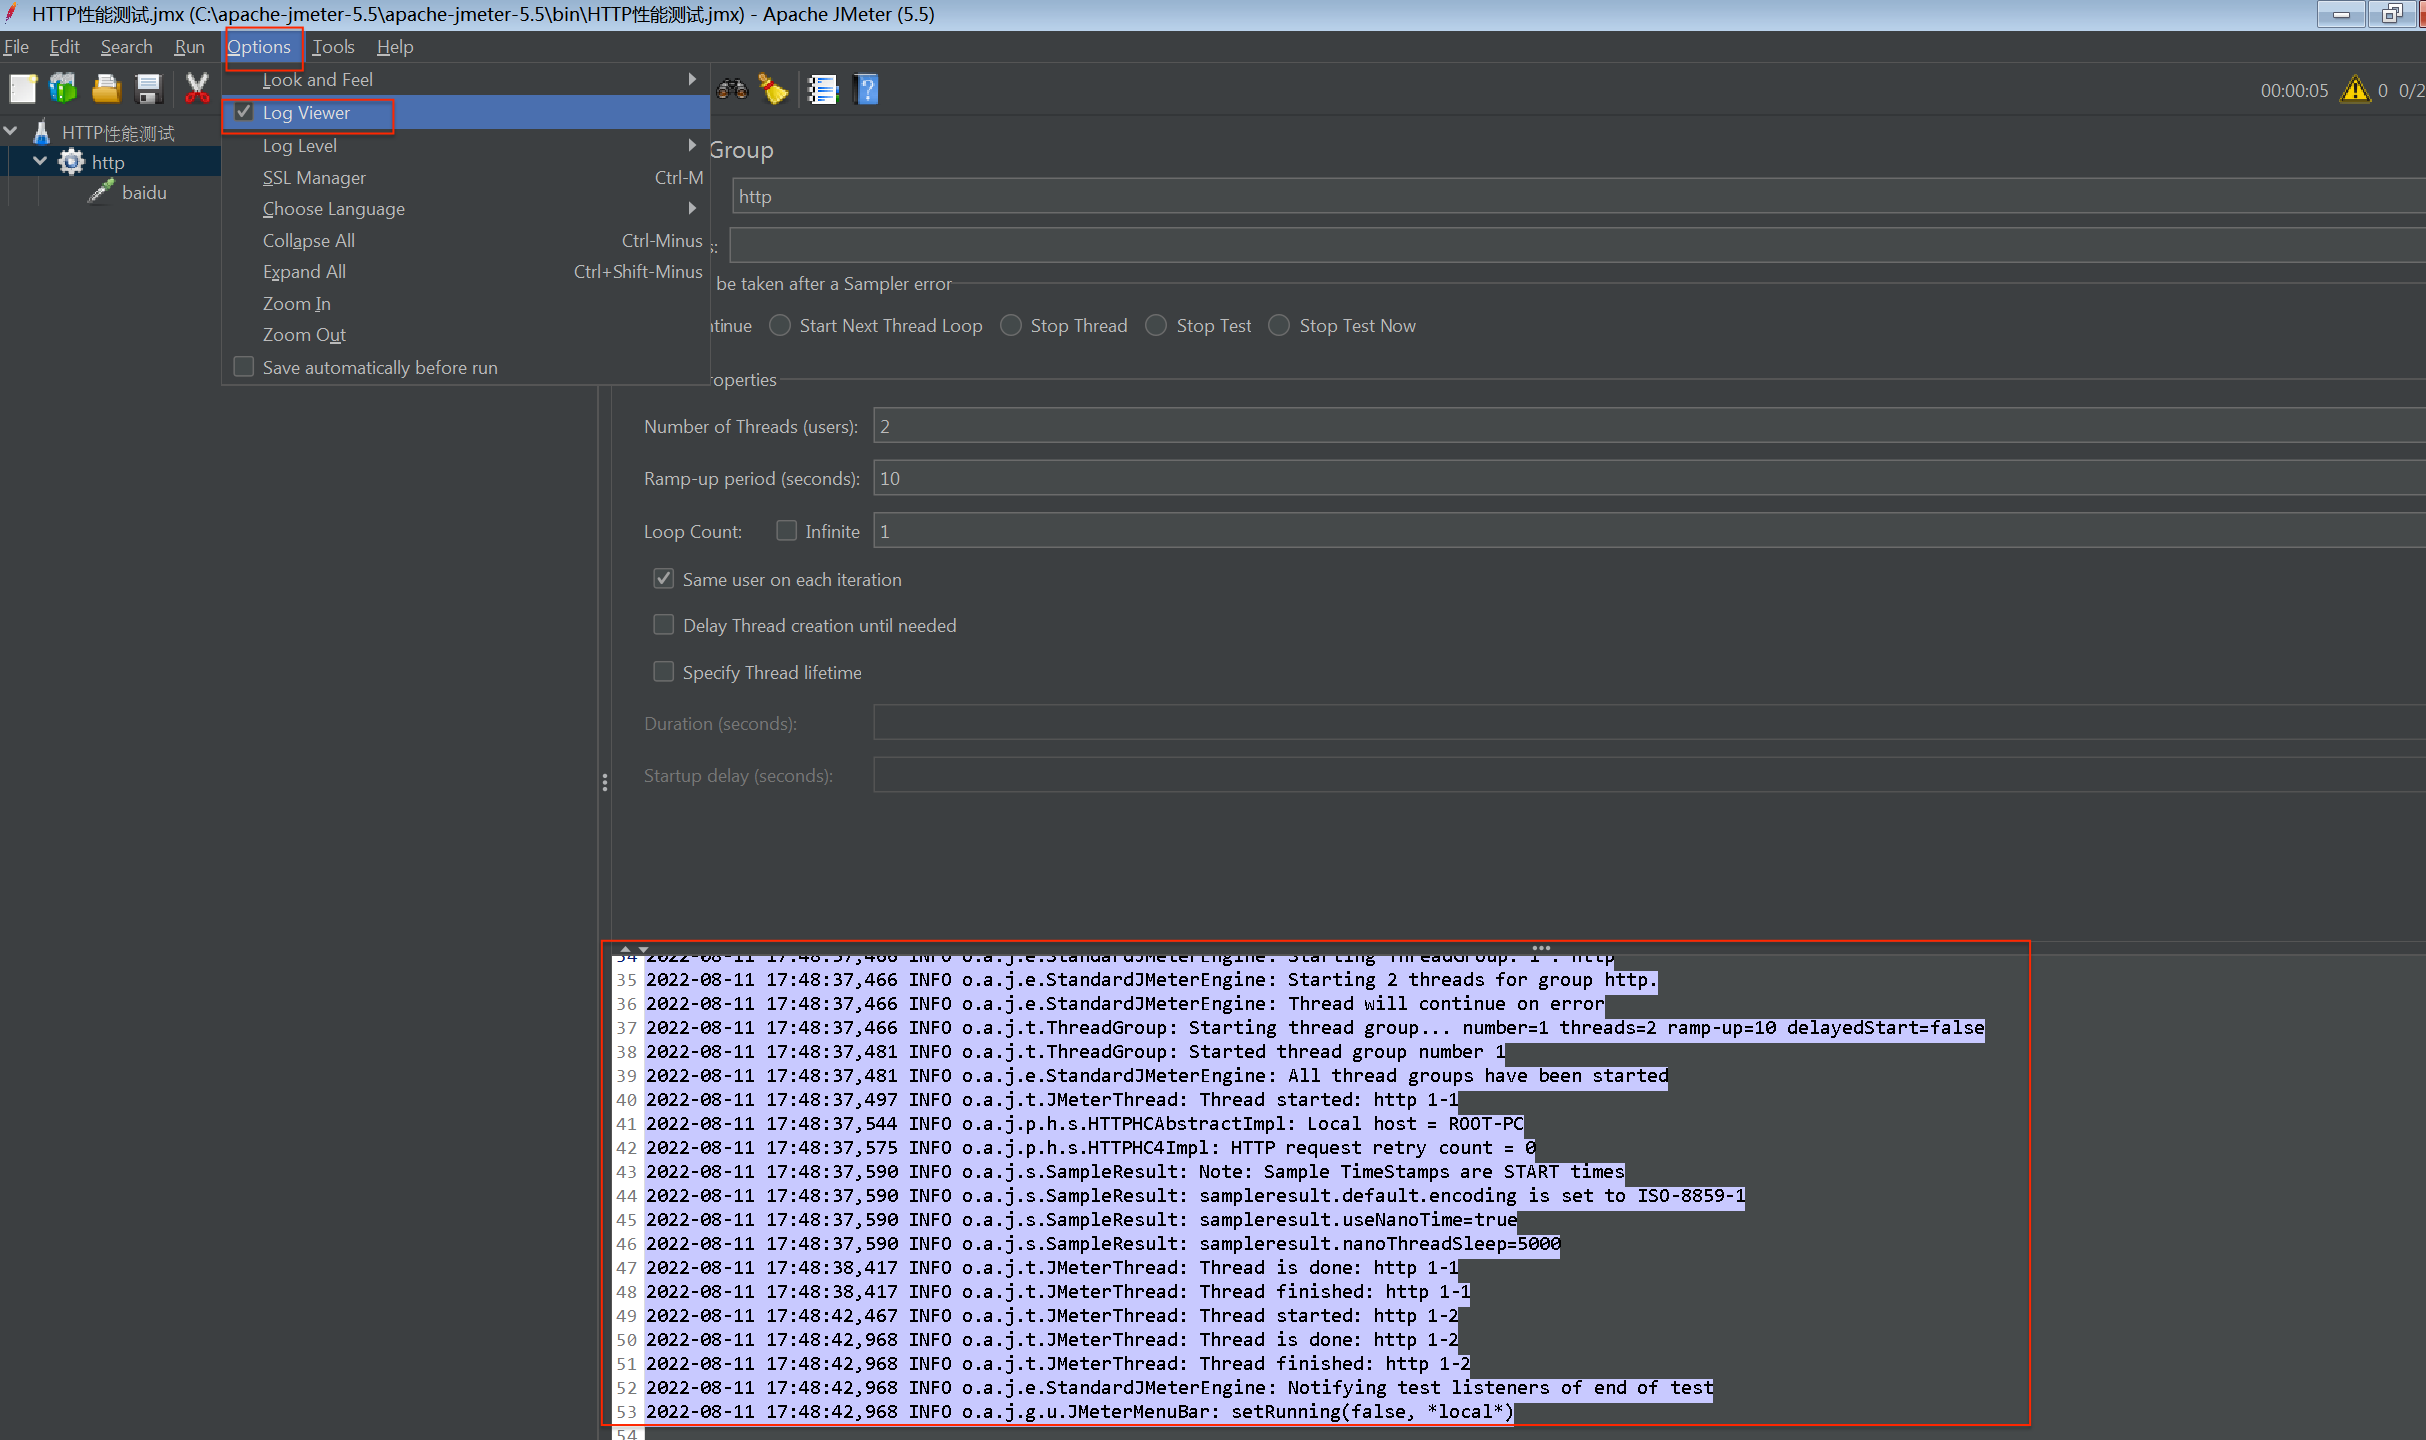 HTTP性能测试.jmx (C:\apache-jmeter-5.5\apache-jmeter-5.5\bin\HTTP性能测试.jmx) - Apache JMeter (5.5)
File Edit Search Run Options Tools Help
Look and Feel
00:00:05 0 0/2
Log Viewer
HTTP性能测试
Log Level
Group
http
SSL Manager Ctrl-M
baidu
http
Choose Language
Collapse All Ctrl-Minus
s:
Expand All Ctrl+Shift-Minus
be taken after a Sampler error
Zoom In
Zoom Out
ntinue Start Next Thread Loop Stop Thread Stop Test Stop Test Now
Save automatically before run
roperties
Number of Threads (users): 2
Ramp-up period (seconds): 10
Loop Count: Infinite 1
Same user on each iteration
Delay Thread creation until needed
Specify Thread lifetime
Duration (seconds):
Startup delay (seconds):
34 2022-08-11 17:48:37,466 INFO o.a.j.e.StandardJMeterEngine: Starting ThreadGroup: 1 : http
35 2022-08-11 17:48:37,466 INFO o.a.j.e.StandardJMeterEngine: Starting 2 threads for group http.
36 2022-08-11 17:48:37,466 INFO o.a.j.e.StandardJMeterEngine: Thread will continue on error
37 2022-08-11 17:48:37,466 INFO o.a.j.t.ThreadGroup: Starting thread group... number=1 threads=2 ramp-up=10 delayedStart=false
38 2022-08-11 17:48:37,481 INFO o.a.j.t.ThreadGroup: Started thread group number 1
39 2022-08-11 17:48:37,481 INFO o.a.j.e.StandardJMeterEngine: All thread groups have been started
40 2022-08-11 17:48:37,497 INFO o.a.j.t.JMeterThread: Thread started: http 1-1
41 2022-08-11 17:48:37,544 INFO o.a.j.p.h.s.HTTPHCAbstractImpl: Local host = ROOT-PC
42 2022-08-11 17:48:37,575 INFO o.a.j.p.h.s.HTTPHC4Impl: HTTP request retry count = 0
43 2022-08-11 17:48:37,590 INFO o.a.j.s.SampleResult: Note: Sample TimeStamps are START times
44 2022-08-11 17:48:37,590 INFO o.a.j.s.SampleResult: sampleresult.default.encoding is set to ISO-8859-1
45 2022-08-11 17:48:37,590 INFO o.a.j.s.SampleResult: sampleresult.useNanoTime=true
46 2022-08-11 17:48:37,590 INFO o.a.j.s.SampleResult: sampleresult.nanoThreadSleep=5000
47 2022-08-11 17:48:38,417 INFO o.a.j.t.JMeterThread: Thread is done: http 1-1
48 2022-08-11 17:48:38,417 INFO o.a.j.t.JMeterThread: Thread finished: http 1-1
49 2022-08-11 17:48:42,467 INFO o.a.j.t.JMeterThread: Thread started: http 1-2
50 2022-08-11 17:48:42,968 INFO o.a.j.t.JMeterThread: Thread is done: http 1-2
51 2022-08-11 17:48:42,968 INFO o.a.j.t.JMeterThread: Thread finished: http 1-2
52 2022-08-11 17:48:42,968 INFO o.a.j.e.StandardJMeterEngine: Notifying test listeners of end of test
53 2022-08-11 17:48:42,968 INFO o.a.j.g.u.JMeterMenuBar: setRunning(false, *local*)
54